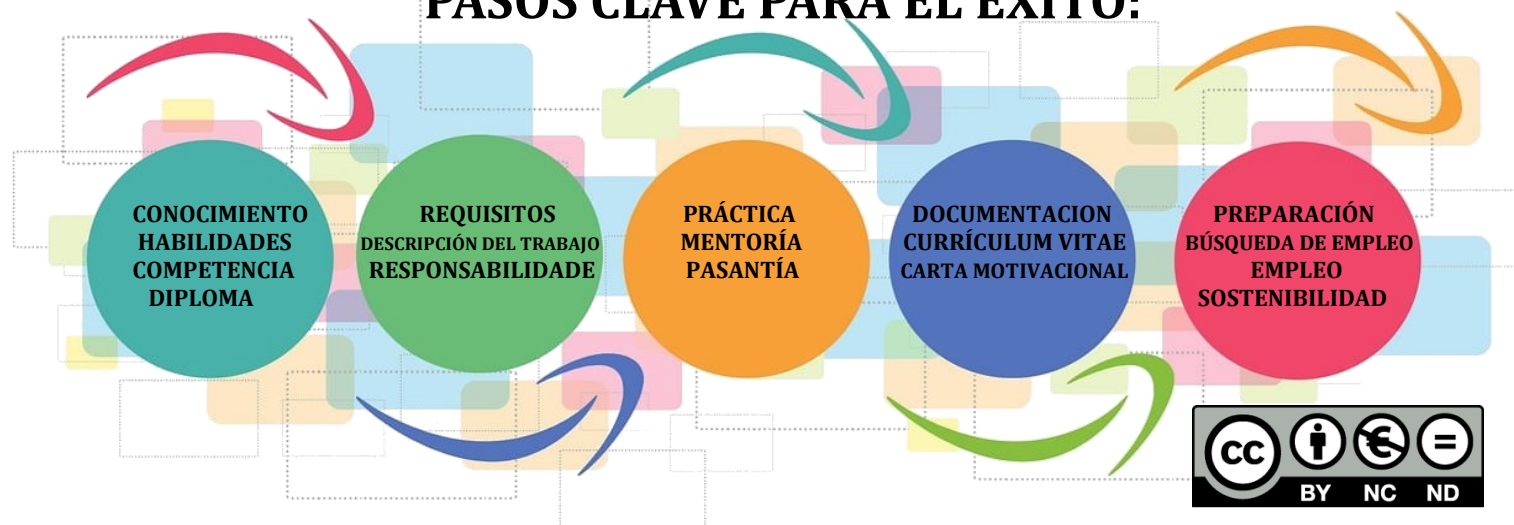 PASOS CLAVE PARA EL ÉXITO:
CONOCIMIENTO
HABILIDADES
COMPETENCIA
DIPLOMA
REQUISITOS
DESCRIPCIÓN DEL TRABAJO
RESPONSABILIDADE
PRÁCTICA
MENTORÍA
PASANTÍA
DOCUMENTACION
CURRÍCULUM VITAE
CARTA MOTIVACIONAL
PREPARACIÓN
BÚSQUEDA DE EMPLEO
EMPLEO
SOSTENIBILIDAD
cc
BY NC ND